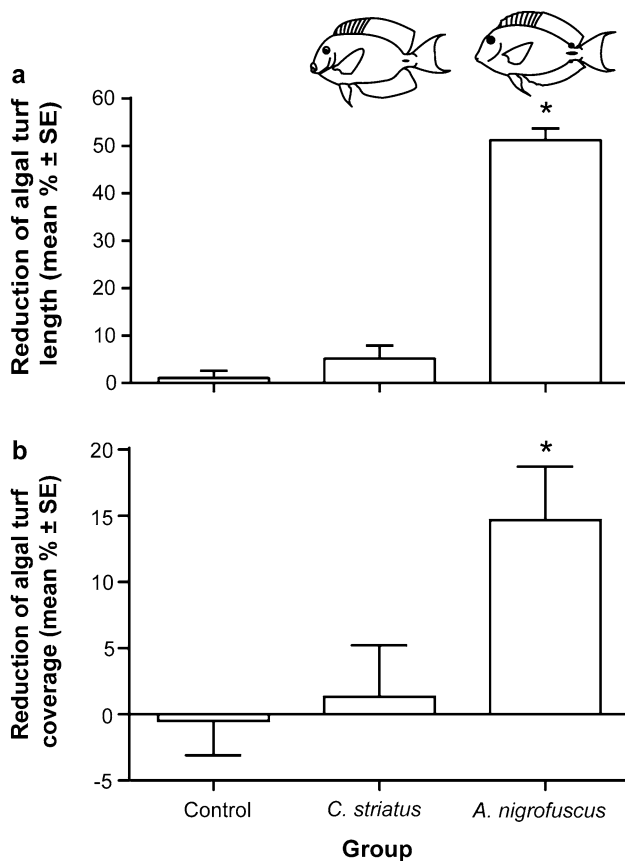 a
Reduction of algal turf
length (mean % ± SE)
60
50
40
30
20
10
0
*
b
Reduction of algal turf
coverage (mean % ± SE)
20
15
10
5
0
-5
*
Control
C. striatus
A. nigrofuscus
Group